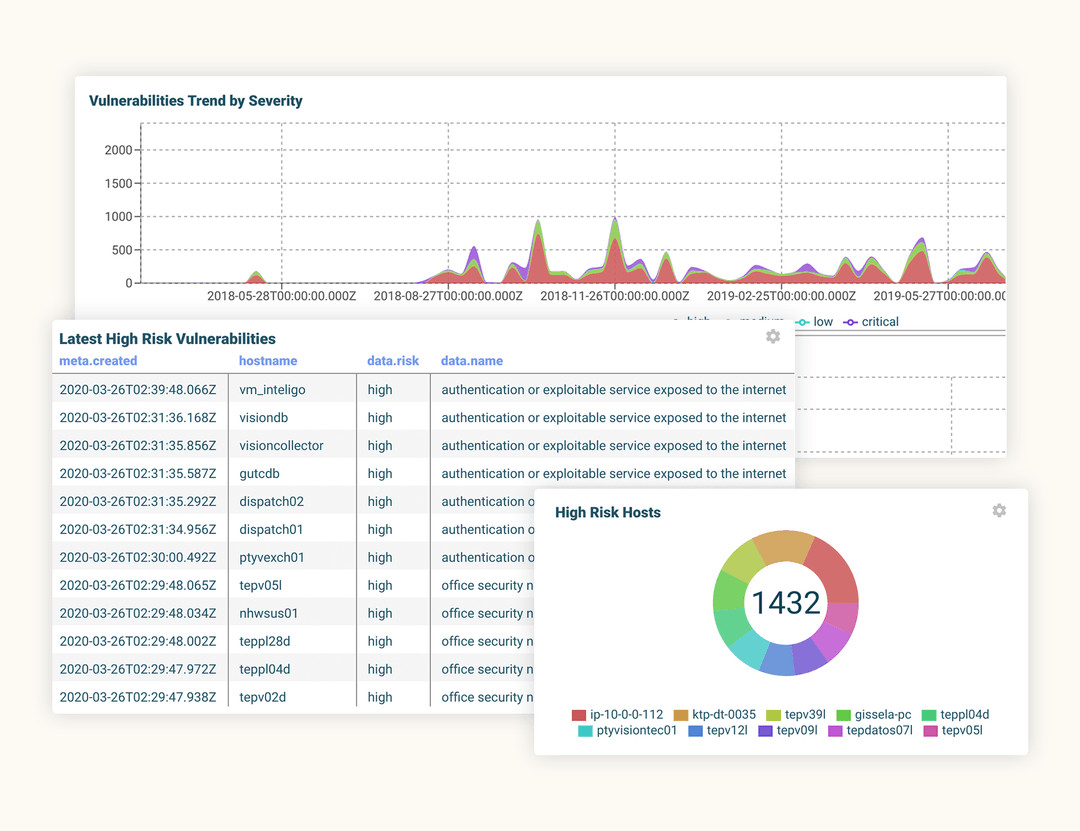 Vulnerabilities Trend by Severity
2000
1500
1000
500
0
2018-05-28T00:00:00.000Z 2018-08-27T00:00:00.000Z 2018-11-26T00:00:00.000Z 2019-02-25T00:00:00.000Z 2019-05-27T00:00:00.00
high medium low critical
Latest High Risk Vulnerabilities
meta.created hostname data.risk data.name
2020-03-26T02:39:48.066Z vm_inteligo high authentication or exploitable service exposed to the internet
2020-03-26T02:31:36.168Z visiondb high authentication or exploitable service exposed to the internet
2020-03-26T02:31:35.856Z visioncollector high authentication or exploitable service exposed to the internet
2020-03-26T02:31:35.587Z gutcdb high authentication or exploitable service exposed to the internet
2020-03-26T02:31:35.292Z dispatch02 high authentication o
2020-03-26T02:31:34.956Z dispatch01 high authentication o
2020-03-26T02:30:00.492Z ptyvexch01 high authentication o
2020-03-26T02:29:48.065Z tepv05l high office security n
2020-03-26T02:29:48.034Z nhwsus01 high office security n
2020-03-26T02:29:48.002Z teppl28d high office security n
2020-03-26T02:29:47.972Z teppl04d high office security n
2020-03-26T02:29:47.938Z tepv02d high office security n
High Risk Hosts
1432
ip-10-0-0-112 ktp-dt-0035 tepv39l gissela-pc teppl04d
ptyvisiontec01 tepv12l tepv09l tepdatos07l tepv05l